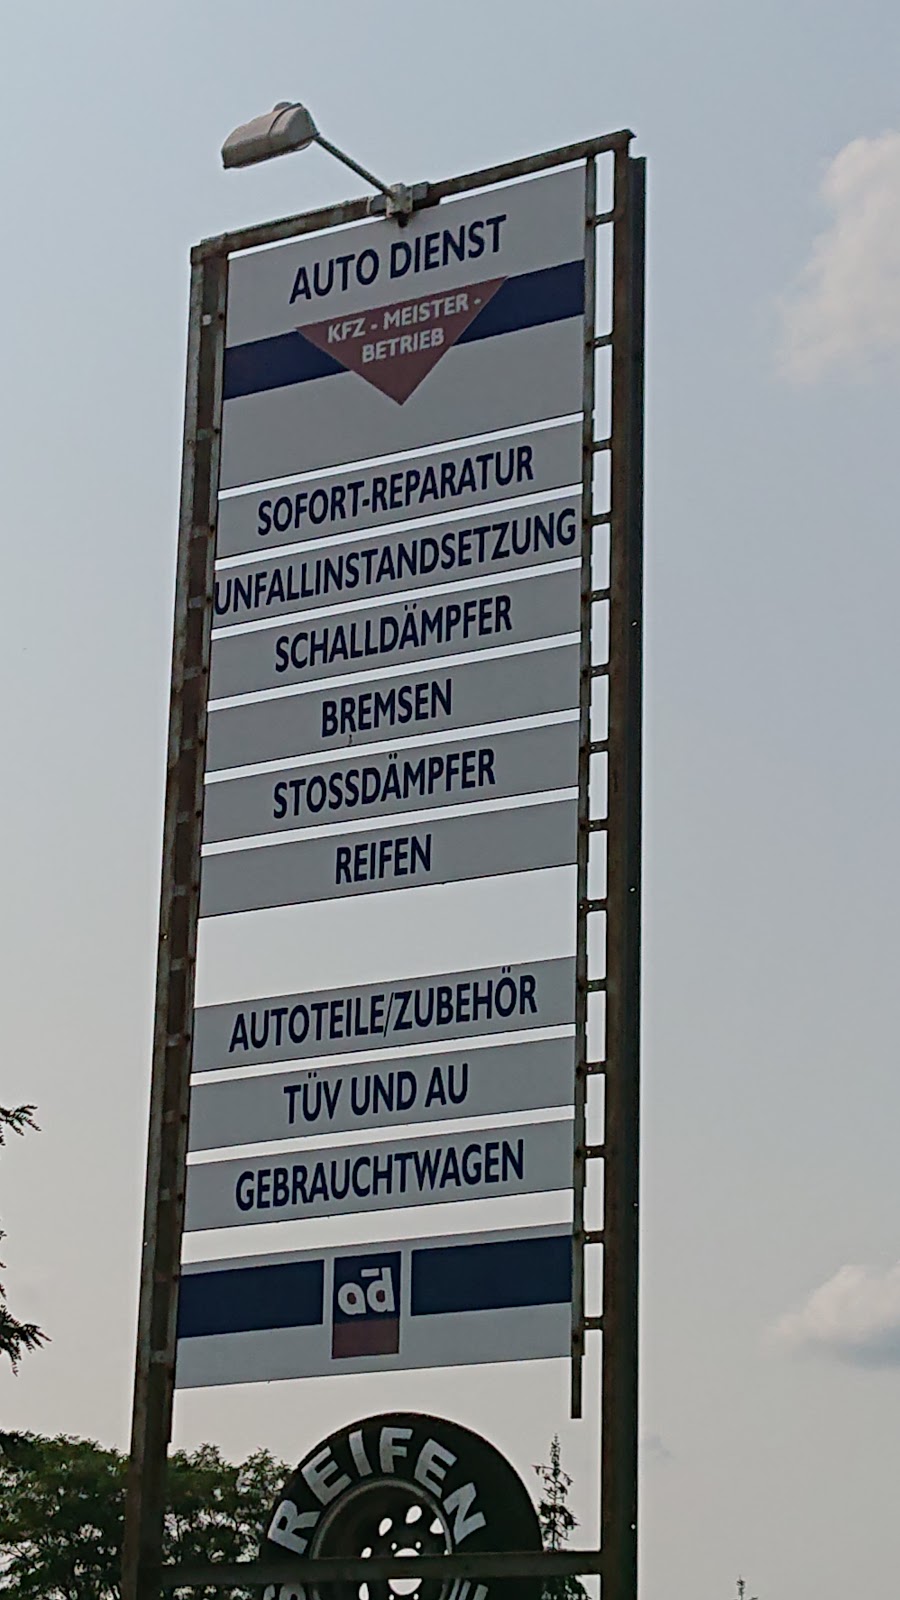 AUTO DIENST
KFZ - MEISTER -
BETRIEB
SOFORT-REPARATUR
UNFALLINSTANDSETZUNG
SCHALLDÄMPFER
BREMSEN
STOSSDÄMPFER
REIFEN
AUTOTEILE/ZUBEHÖR
TÜV UND AU
GEBRAUCHTWAGEN
ad
REIFEN